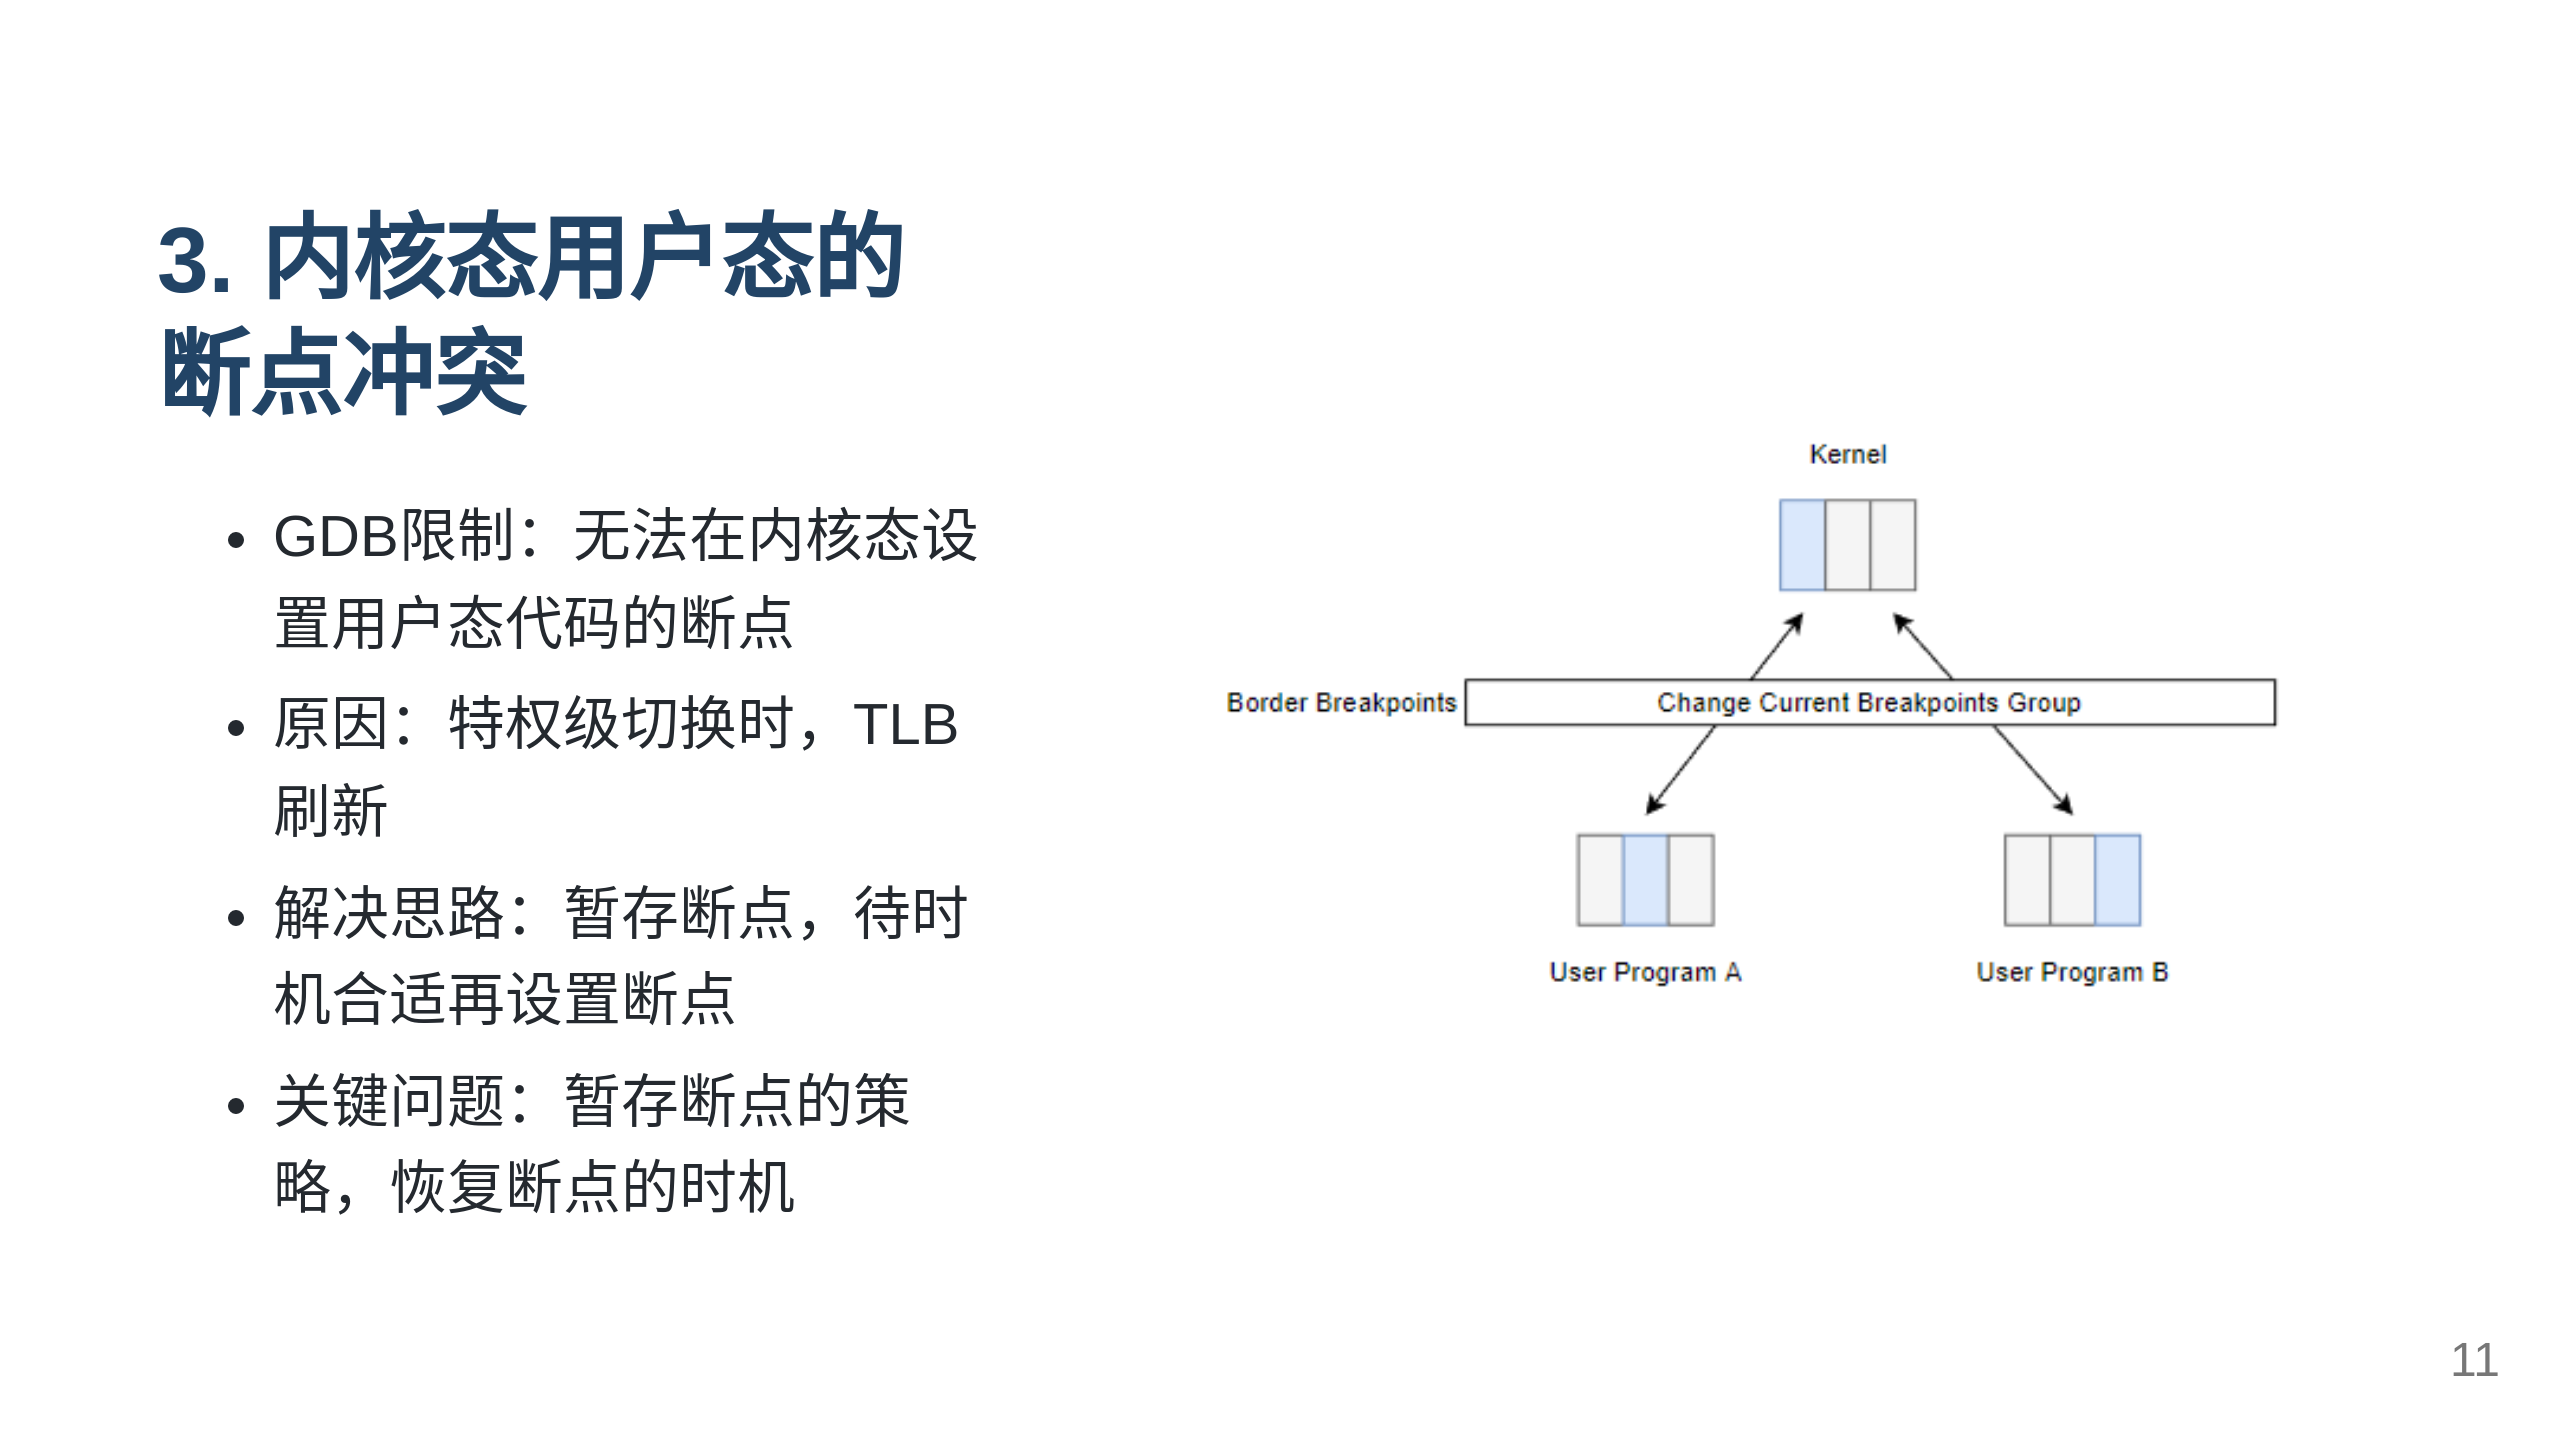 3. 内核态用户态的
断点冲突
• GDB限制：无法在内核态设
置用户态代码的断点
• 原因：特权级切换时，TLB
刷新
• 解决思路：暂存断点，待时
机合适再设置断点
• 关键问题：暂存断点的策
略，恢复断点的时机
Kernel
Border Breakpoints
Change Current Breakpoints Group
User Program A
User Program B
11